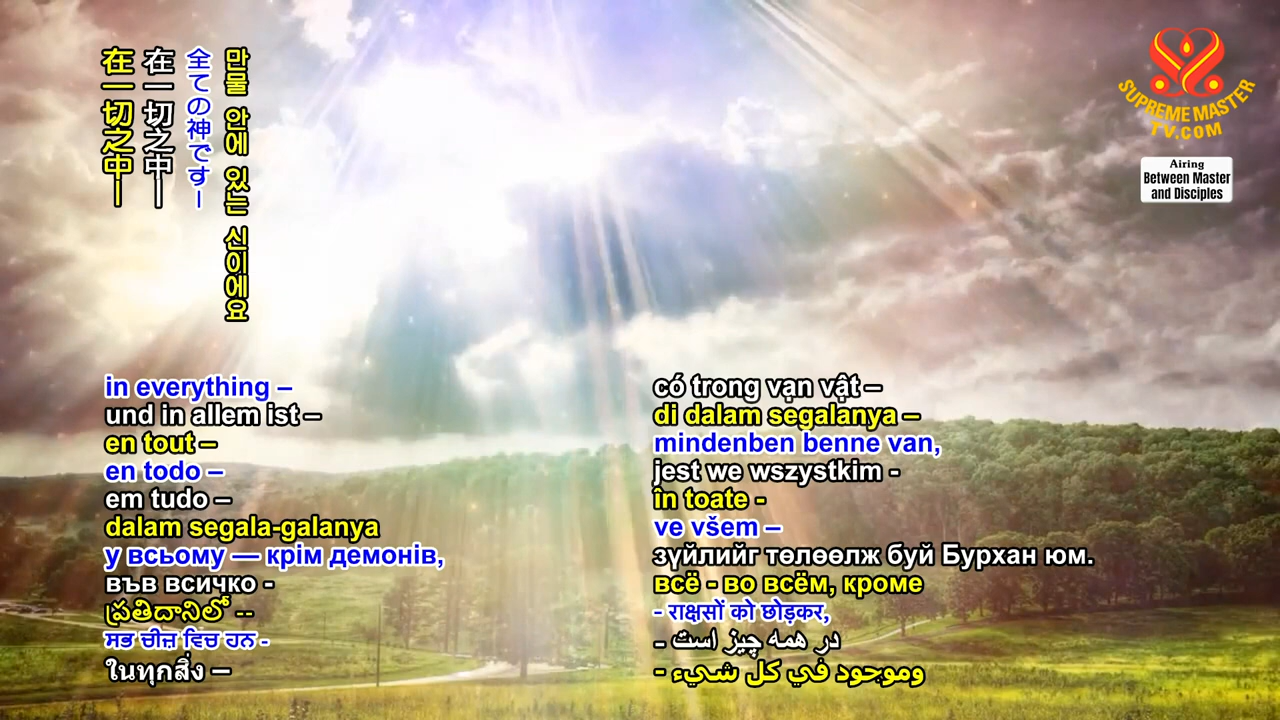 在一切之中—
在一切之中—
全ての神です—
만물 안에 있는 신이에요
SUPREME MASTER
TV.COM
Airing
Between Master
and Disciples
in everything –
und in allem ist –
en tout –
en todo –
em tudo –
dalam segala-galanya
у всьому — крім демонів,
във всичко -
ప్రతిదానిలో --
ਸਭ ਚੀਜ਼ ਵਿਚ ਹਨ -
ในทุกสิ่ง –
có trong vạn vật –
di dalam segalanya –
mindenben benne van,
jest we wszystkim -
în toate -
ve všem –
зүйлийг төлөөлж буй Бурхан юм.
всё - во всём, кроме
- राक्षसों को छोड़कर,
در همه چیز است -
وموجود في كل شيء -